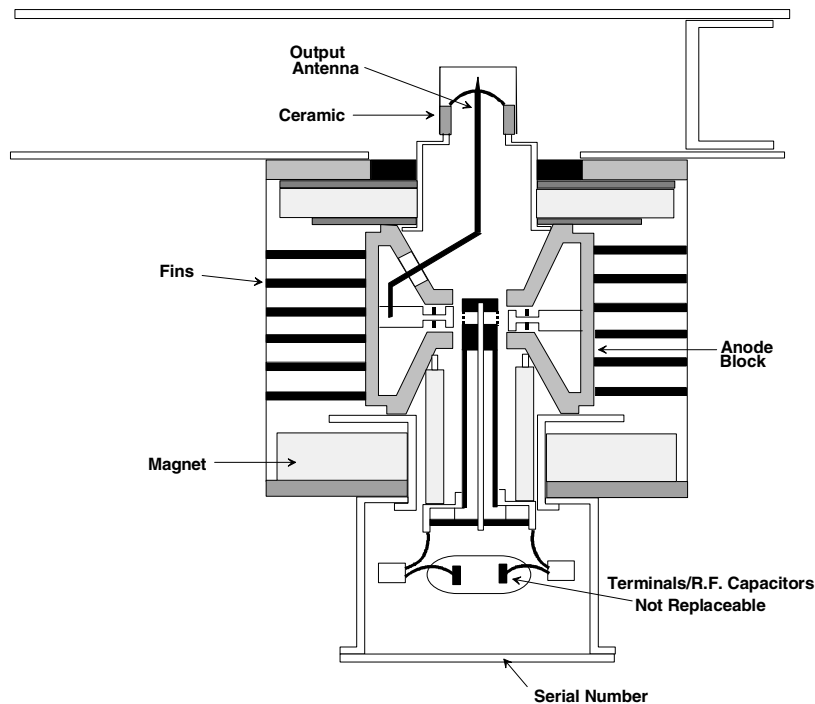 Output
Antenna
Ceramic
Fins
Anode
Block
Magnet
Terminals/R.F. Capacitors
Not Replaceable
Serial Number